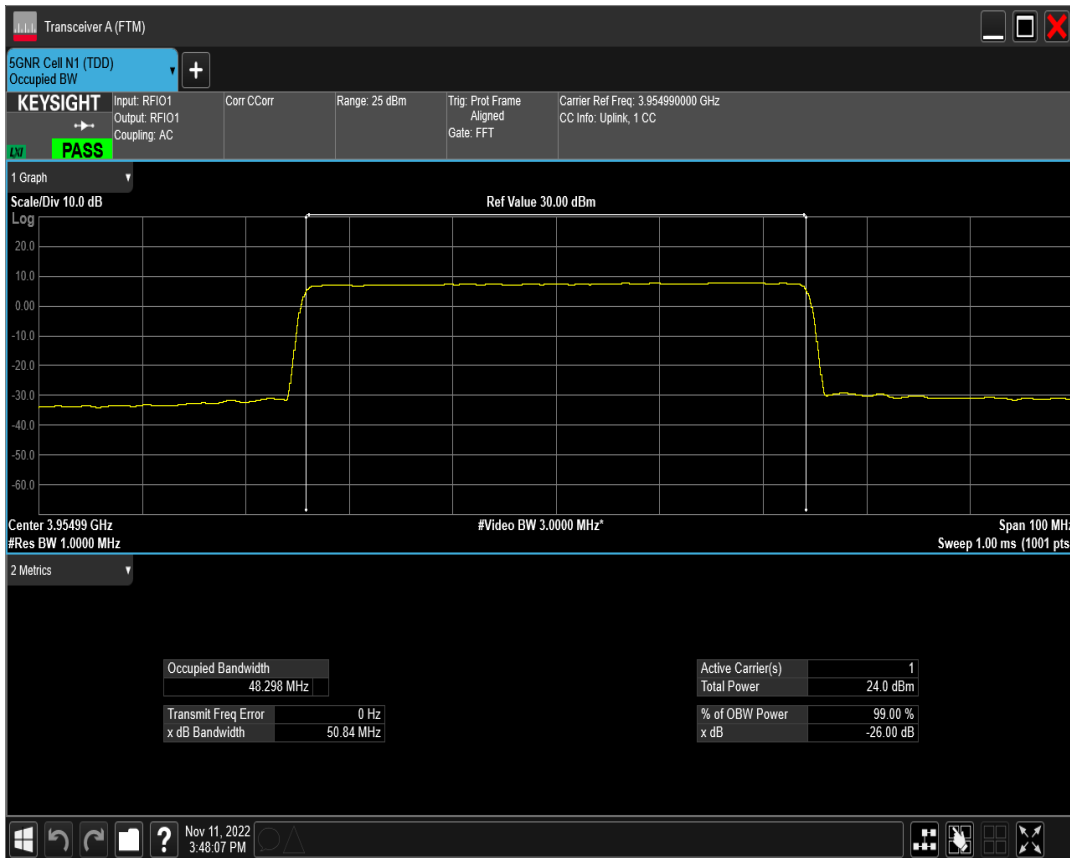 Transceiver A (FTM)
5GNR Cell N1 (TDD)
Occupied BW
+
KEYSIGHT
LXI
PASS
Input: RFIO1
Output: RFIO1
Coupling: AC
Corr CCorr
Range: 25 dBm
Trig: Prot Frame
Aligned
Gate: FFT
Carrier Ref Freq: 3.954990000 GHz
CC Info: Uplink, 1 CC
1 Graph
Scale/Div 10.0 dB
Ref Value 30.00 dBm
Log
20.0
10.0
0.00
-10.0
-20.0
-30.0
-40.0
-50.0
-60.0
Center 3.95499 GHz
#Video BW 3.0000 MHz*
Span 100 MHz
#Res BW 1.0000 MHz
Sweep 1.00 ms (1001 pts
2 Metrics
Occupied Bandwidth
48.298 MHz
Transmit Freq Error 0 Hz
x dB Bandwidth 50.84 MHz
Active Carrier(s) 1
Total Power 24.0 dBm
% of OBW Power 99.00 %
x dB -26.00 dB
?
Nov 11, 2022
3:48:07 PM